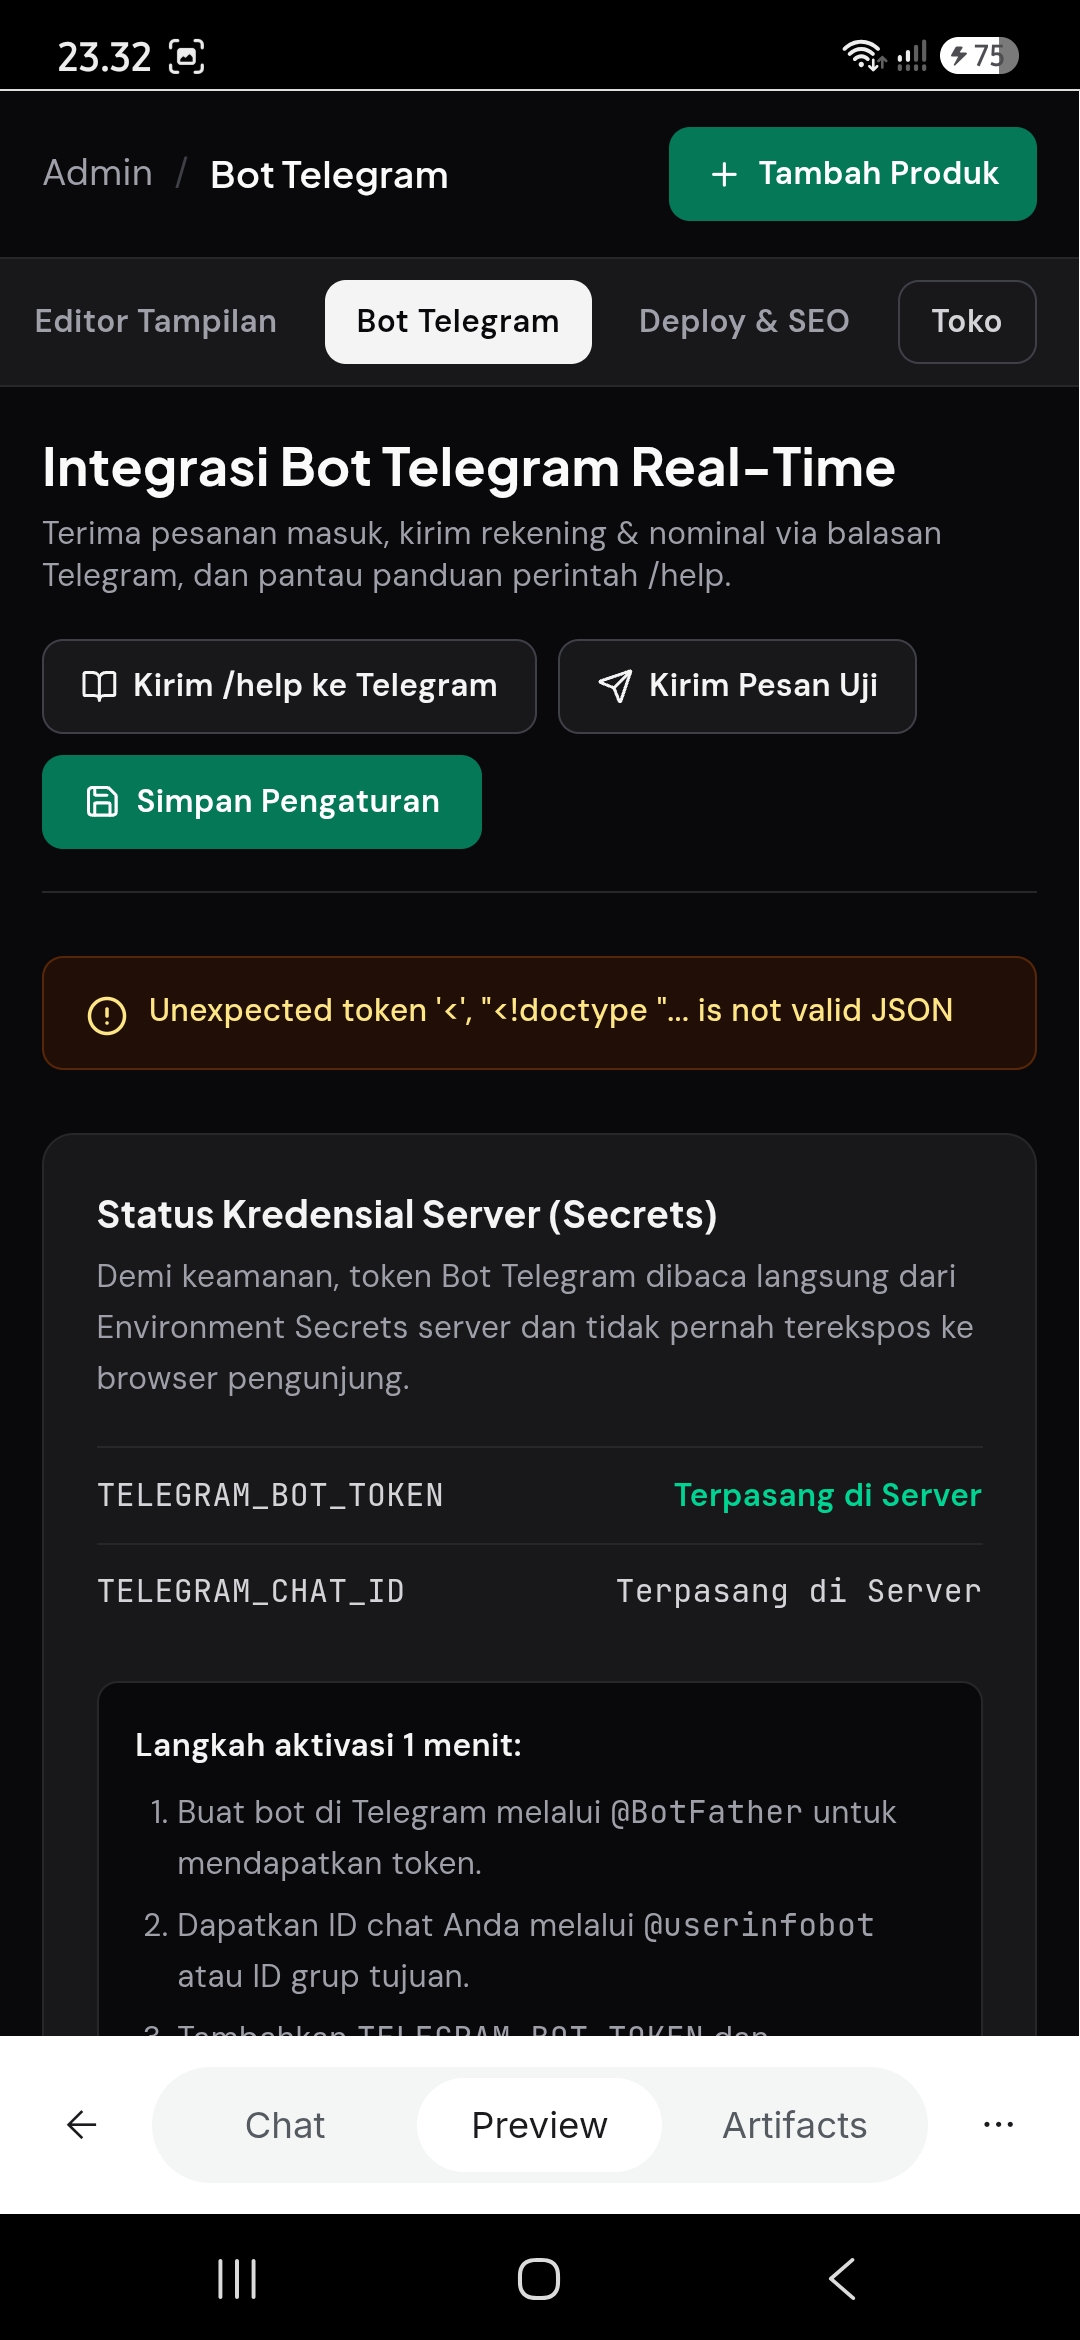 23.32
75
Admin / Bot Telegram
+ Tambah Produk
Editor Tampilan
Bot Telegram
Deploy & SEO
Toko
Integrasi Bot Telegram Real-Time
Terima pesanan masuk, kirim rekening & nominal via balasan
Telegram, dan pantau panduan perintah /help.
Kirim /help ke Telegram
Kirim Pesan Uji
Simpan Pengaturan
Unexpected token '<', "<!doctype "... is not valid JSON
Status Kredensial Server (Secrets)
Demi keamanan, token Bot Telegram dibaca langsung dari
Environment Secrets server dan tidak pernah terekspos ke
browser pengunjung.
TELEGRAM_BOT_TOKEN
Terpasang di Server
TELEGRAM_CHAT_ID
Terpasang di Server
Langkah aktivasi 1 menit:
1. Buat bot di Telegram melalui @BotFather untuk
mendapatkan token.
2. Dapatkan ID chat Anda melalui @userinfobot
atau ID grup tujuan.
3. Tambahkan TELEGRAM_BOT_TOKEN dan
Chat
Preview
Artifacts